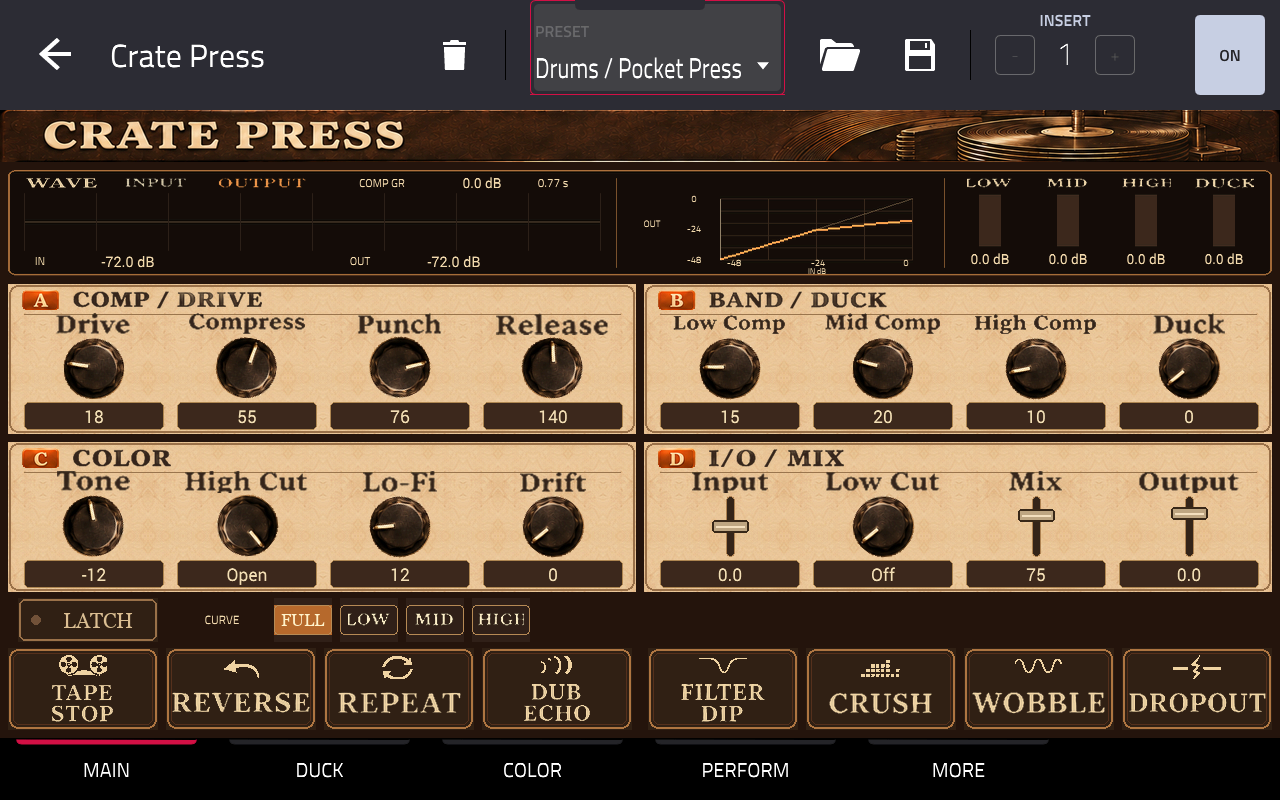 Crate Press
PRESET
Drums / Pocket Press
INSERT
- 1 +
ON
CRATE PRESS
WAVE INPUT OUTPUT COMP GR 0.0 dB 0.77 s
IN -72.0 dB OUT -72.0 dB
OUT
0
-24
-48
-48 -24 0
IN dB
LOW MID HIGH DUCK
0.0 dB 0.0 dB 0.0 dB 0.0 dB
A COMP / DRIVE
Drive Compress Punch Release
18 55 76 140
B BAND / DUCK
Low Comp Mid Comp High Comp Duck
15 20 10 0
C COLOR
Tone High Cut Lo-Fi Drift
-12 Open 12 0
D I/O / MIX
Input Low Cut Mix Output
0.0 Off 75 0.0
LATCH CURVE FULL LOW MID HIGH
TAPE STOP
REVERSE
REPEAT
DUB ECHO
FILTER DIP
CRUSH
WOBBLE
DROPOUT
MAIN DUCK COLOR PERFORM MORE